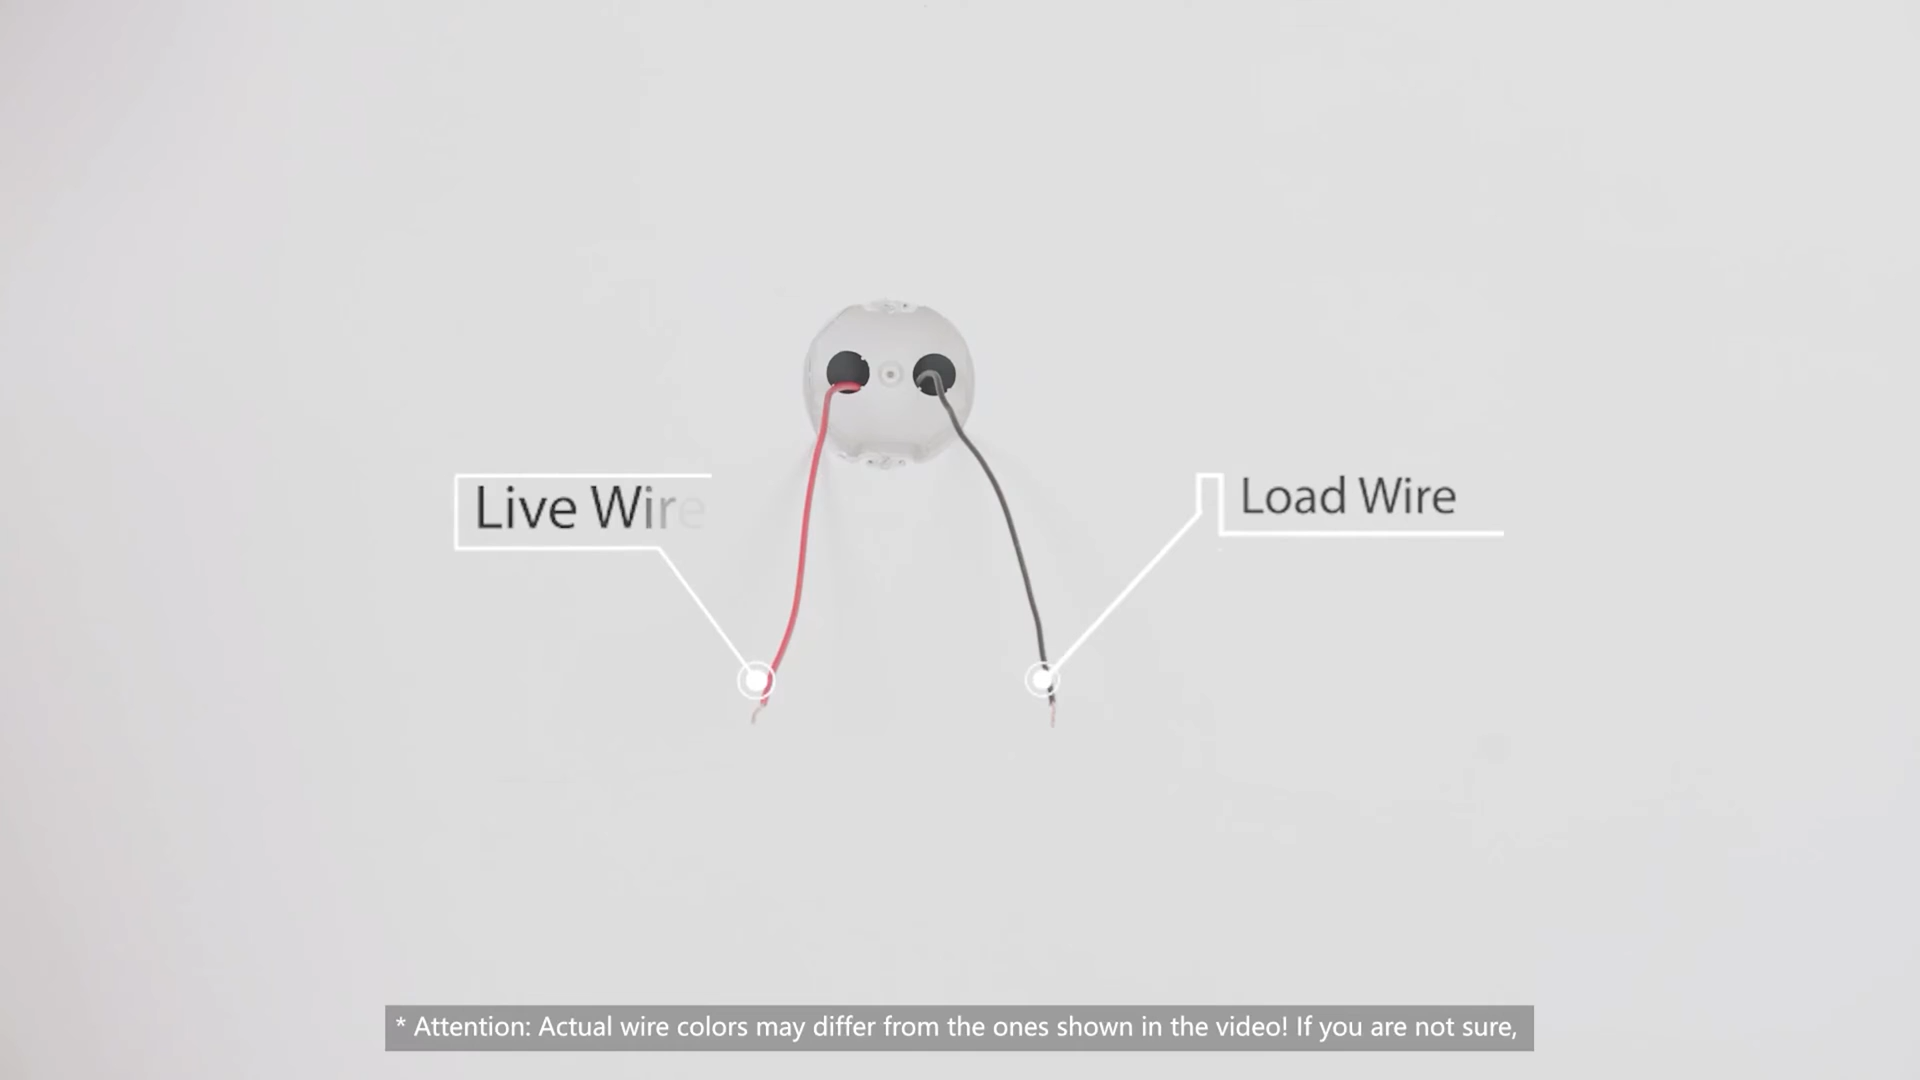 Live Wire
Load Wire
* Attention: Actual wire colors may differ from the ones shown in the video! If you are not sure,